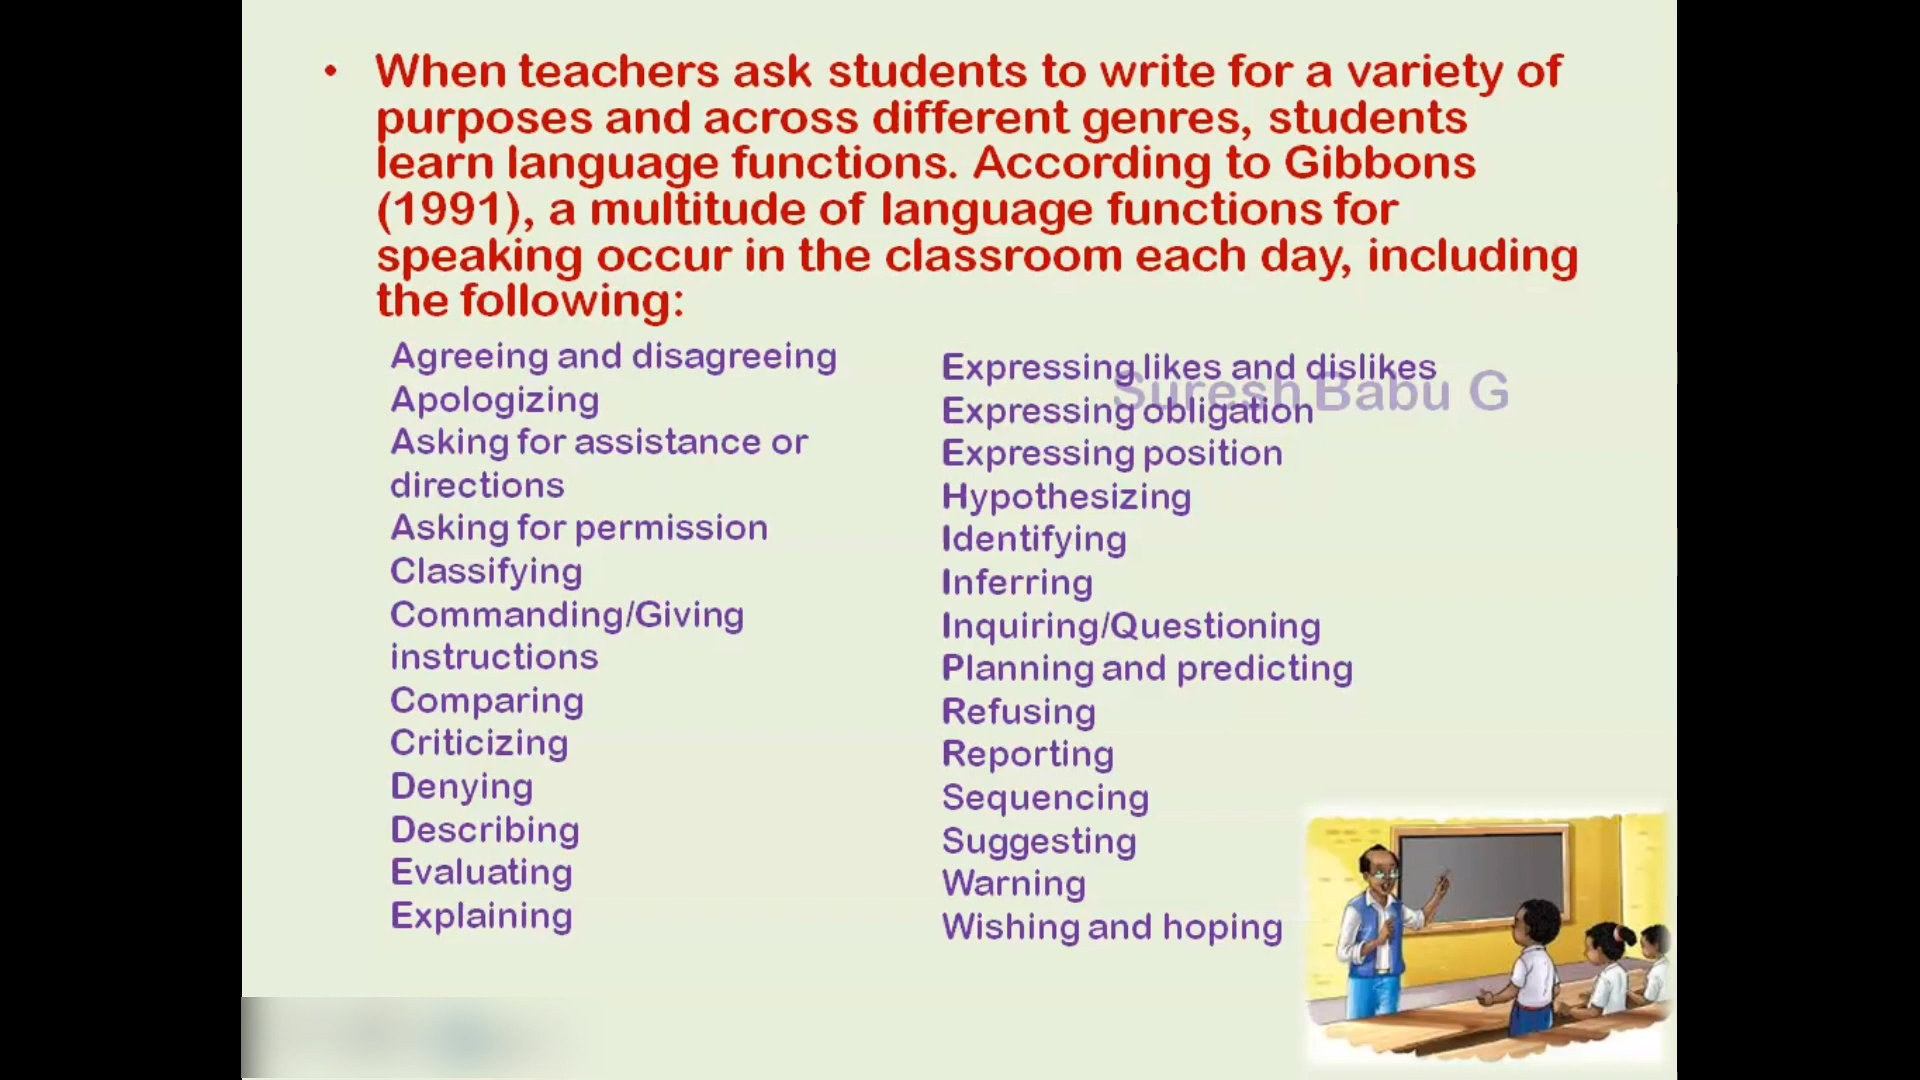 • When teachers ask students to write for a variety of
purposes and across different genres, students
learn language functions. According to Gibbons
(1991), a multitude of language functions for
speaking occur in the classroom each day, including
the following:
Agreeing and disagreeing
Apologizing
Asking for assistance or
directions
Asking for permission
Classifying
Commanding/Giving
instructions
Comparing
Criticizing
Denying
Describing
Evaluating
Explaining
Expressing likes and dislikes
Suresh Babu G
Expressing obligation
Expressing position
Hypothesizing
Identifying
Inferring
Inquiring/Questioning
Planning and predicting
Refusing
Reporting
Sequencing
Suggesting
Warning
Wishing and hoping